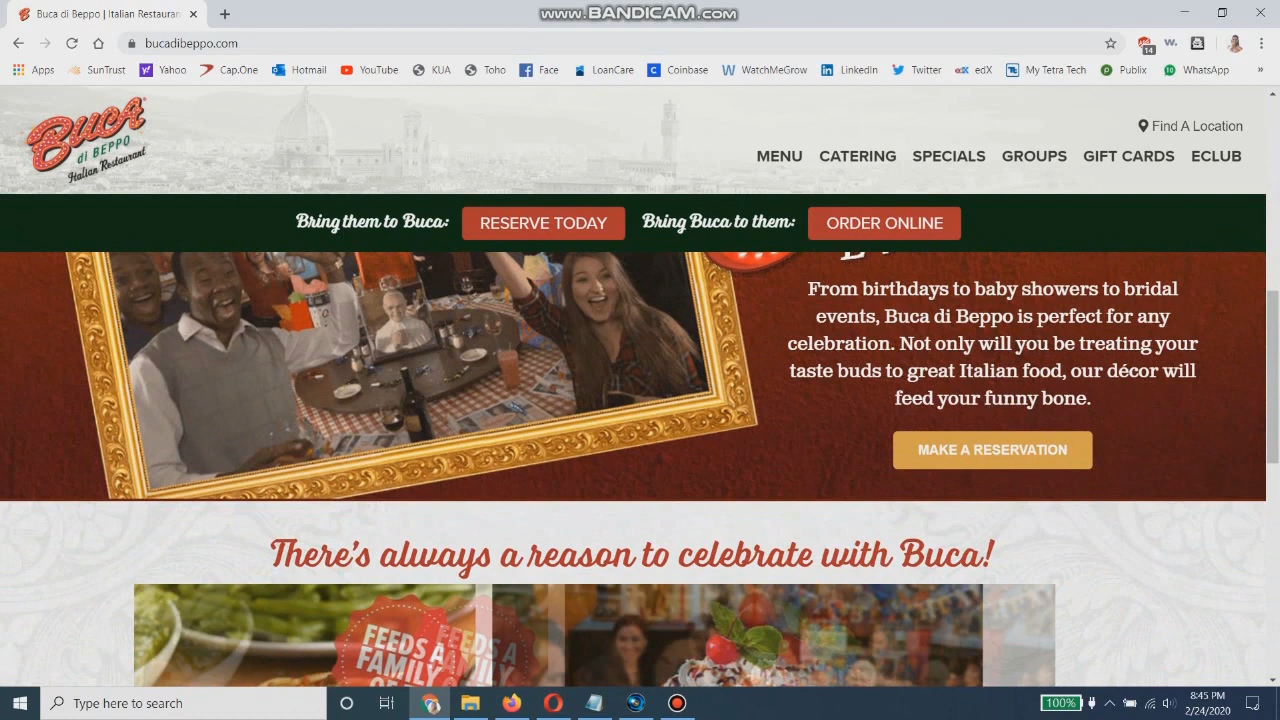 www.BANDICAM.com
Buca di Beppo | Italian Restauran
bucadibeppo.com
14
Apps SunTrust Yahoo Cap.One Hotmail YouTube KUA Toho Face LoanCare Coinbase WatchMeGrow LinkedIn Twitter edX My Tetra Tech Publix WhatsApp »
BUCA
di BEPPO
Italian Restaurant
Find A Location
MENU CATERING SPECIALS GROUPS GIFT CARDS ECLUB
Bring them to Buca: RESERVE TODAY Bring Buca to them: ORDER ONLINE
From birthdays to baby showers to bridal
events, Buca di Beppo is perfect for any
celebration. Not only will you be treating your
taste buds to great Italian food, our décor will
feed your funny bone.
MAKE A RESERVATION
There's always a reason to celebrate with Buca!
FEEDS A
FAMILY
Type here to search
100%
8:45 PM
2/24/2020